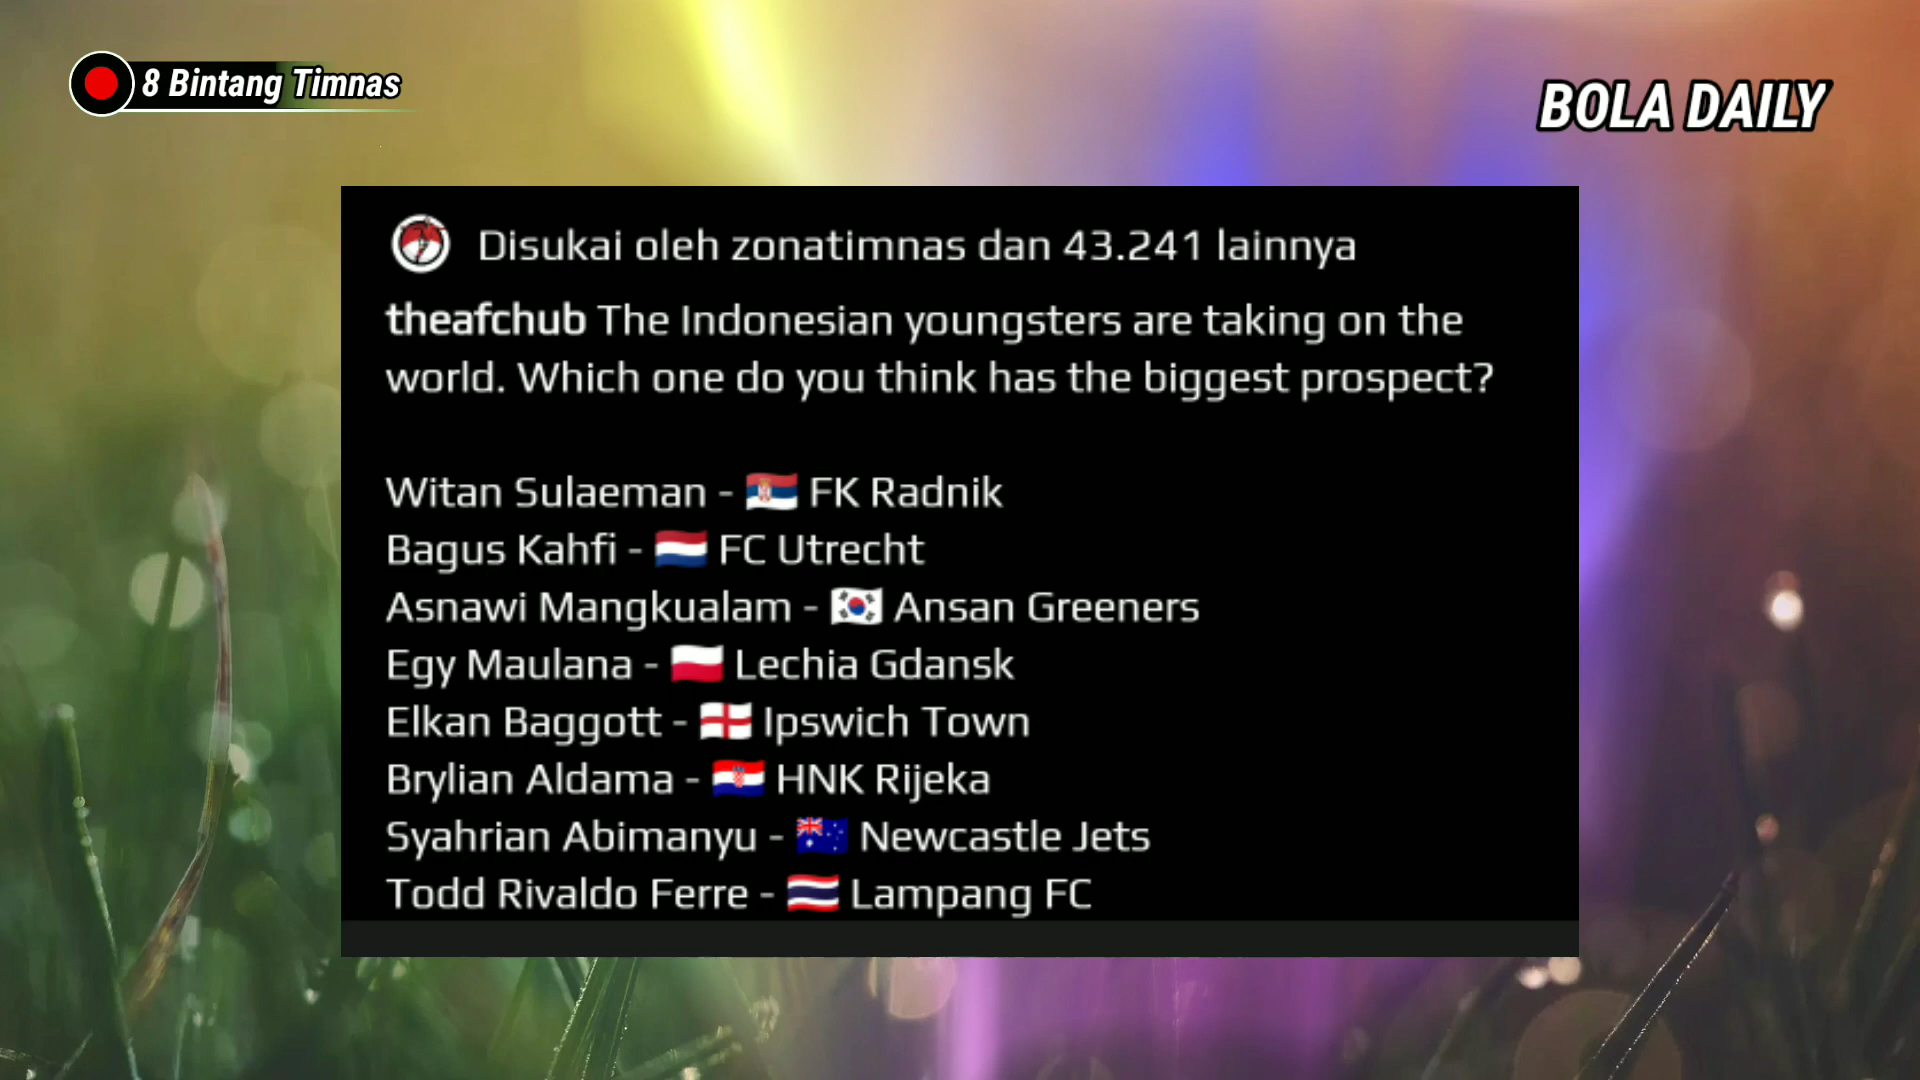 8 Bintang Timnas
BOLA DAILY
Disukai oleh zonatimnas dan 43.241 lainnya
theafchub The Indonesian youngsters are taking on the
world. Which one do you think has the biggest prospect?
Witan Sulaeman - 🇷🇸 FK Radnik
Bagus Kahfi - 🇳🇱 FC Utrecht
Asnawi Mangkualam - 🇰🇷 Ansan Greeners
Egy Maulana - 🇵🇱 Lechia Gdansk
Elkan Baggott - 🏴󠁧󠁢󠁥󠁮󠁧󠁿 Ipswich Town
Brylian Aldama - 🇭🇷 HNK Rijeka
Syahrian Abimanyu - 🇦🇺 Newcastle Jets
Todd Rivaldo Ferre - 🇹🇭 Lampang FC